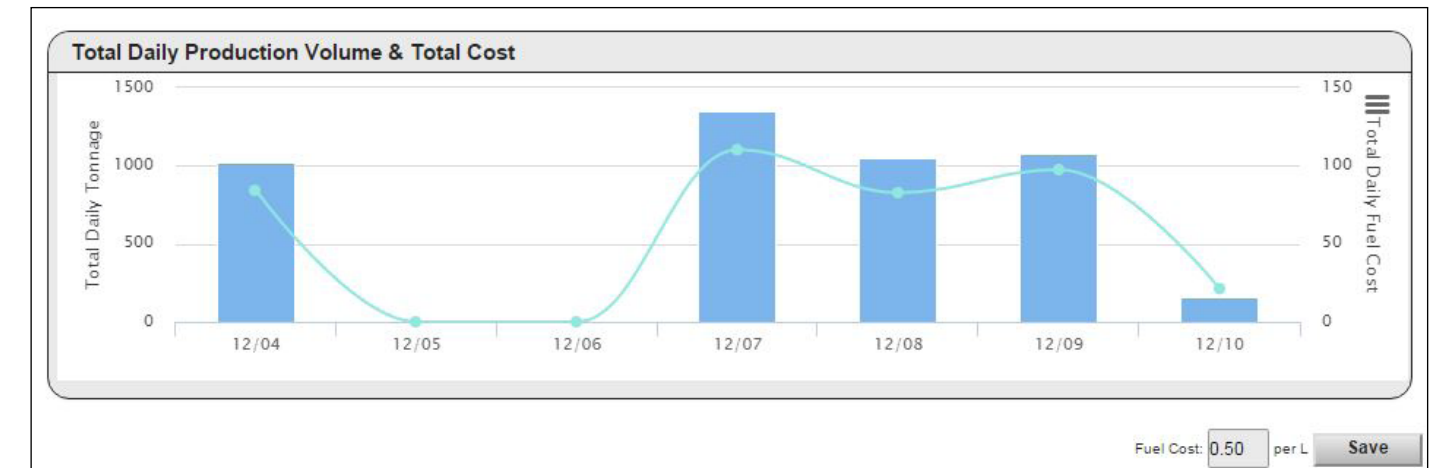 Total Daily Production Volume & Total Cost
1500
1000
500
0
Total Daily Tonnage
150
100
50
0
Total Daily Fuel Cost
12/04 12/05 12/06 12/07 12/08 12/09 12/10
Fuel Cost: 0.50 per L Save